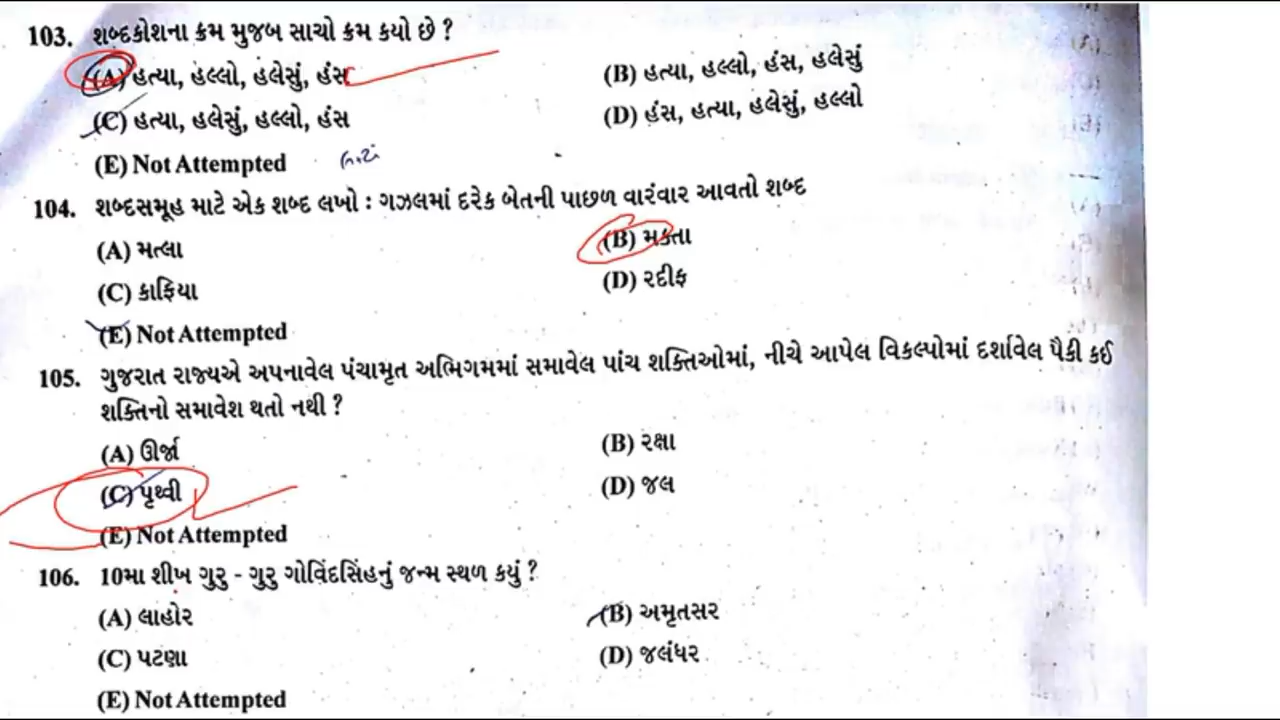 103. શબ્દકોશના ક્રમ મુજબ સાચો ક્રમ કયો છે ?
(A) હત્યા, હલ્લો, હલેસું, હંસ (B) હત્યા, હલ્લો, હંસ, હલેસું
(C) હત્યા, હલેસું, હલ્લો, હંસ (D) હંસ, હત્યા, હલેસું, હલ્લો
(E) Not Attempted
104. શબ્દસમૂહ માટે એક શબ્દ લખો : ગઝલમાં દરેક બેતની પાછળ વારંવાર આવતો શબ્દ
(A) મત્લા (B) મક્તા
(C) કાફિયા (D) રદીફ
(E) Not Attempted
105. ગુજરાત રાજ્યએ અપનાવેલ પંચામૃત અભિગમમાં સમાવેલ પાંચ શક્તિઓમાં, નીચે આપેલ વિકલ્પોમાં દર્શાવેલ પૈકી કઈ
શક્તિનો સમાવેશ થતો નથી ?
(A) ઊર્જા (B) રક્ષા
(C) પૃથ્વી (D) જલ
(E) Not Attempted
106. 10મા શીખ ગુરુ - ગુરુ ગોવિંદસિંહનું જન્મ સ્થળ કયું ?
(A) લાહોર (B) અમૃતસર
(C) પટણા (D) જલંધર
(E) Not Attempted